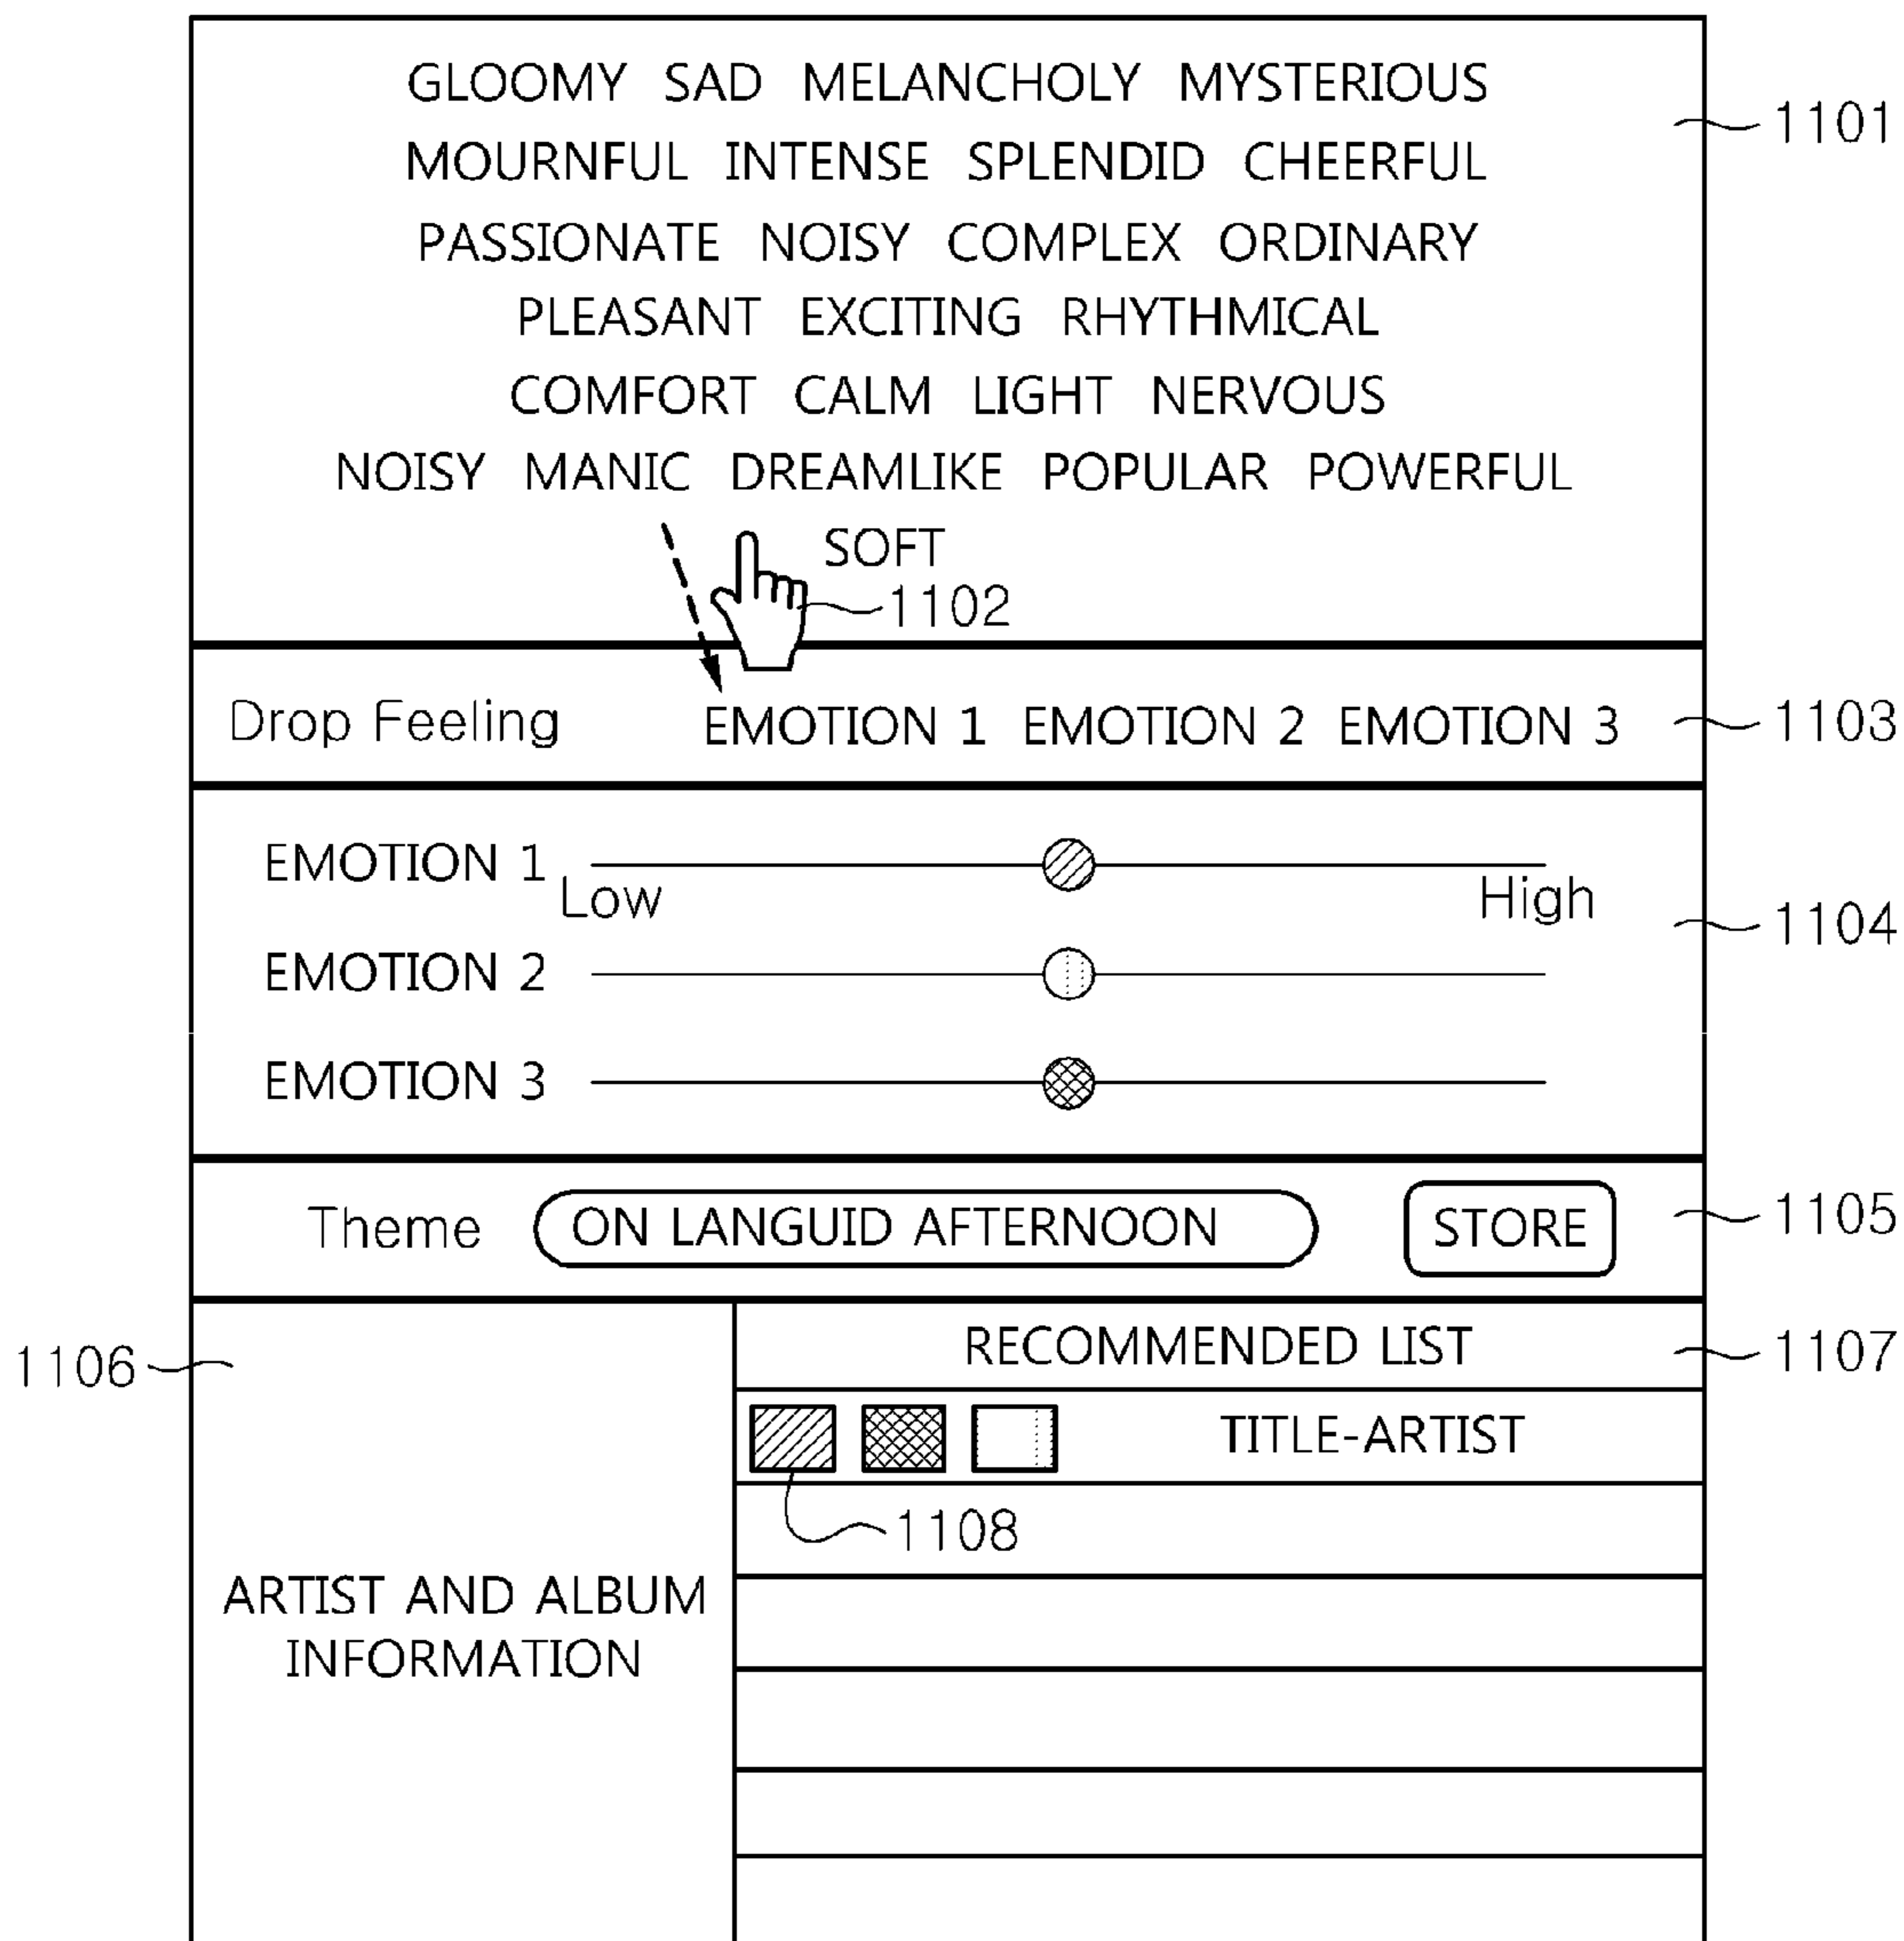 GLOOMY SAD MELANCHOLY MYSTERIOUS
1101
MOURNFUL INTENSE SPLENDID CHEERFUL
PASSIONATE NOISY COMPLEX ORDINARY
PLEASANT EXCITING RHYTHMICAL
COMFORT CALM LIGHT NERVOUS
NOISY MANIC DREAMLIKE POPULAR POWERFUL
SOFT
1102
Drop Feeling EMOTION 1 EMOTION 2 EMOTION 3
1103
EMOTION 1
Low High
1104
EMOTION 2
EMOTION 3
Theme ON LANGUID AFTERNOON STORE
1105
1106
RECOMMENDED LIST
1107
TITLE-ARTIST
1108
ARTIST AND ALBUM
INFORMATION